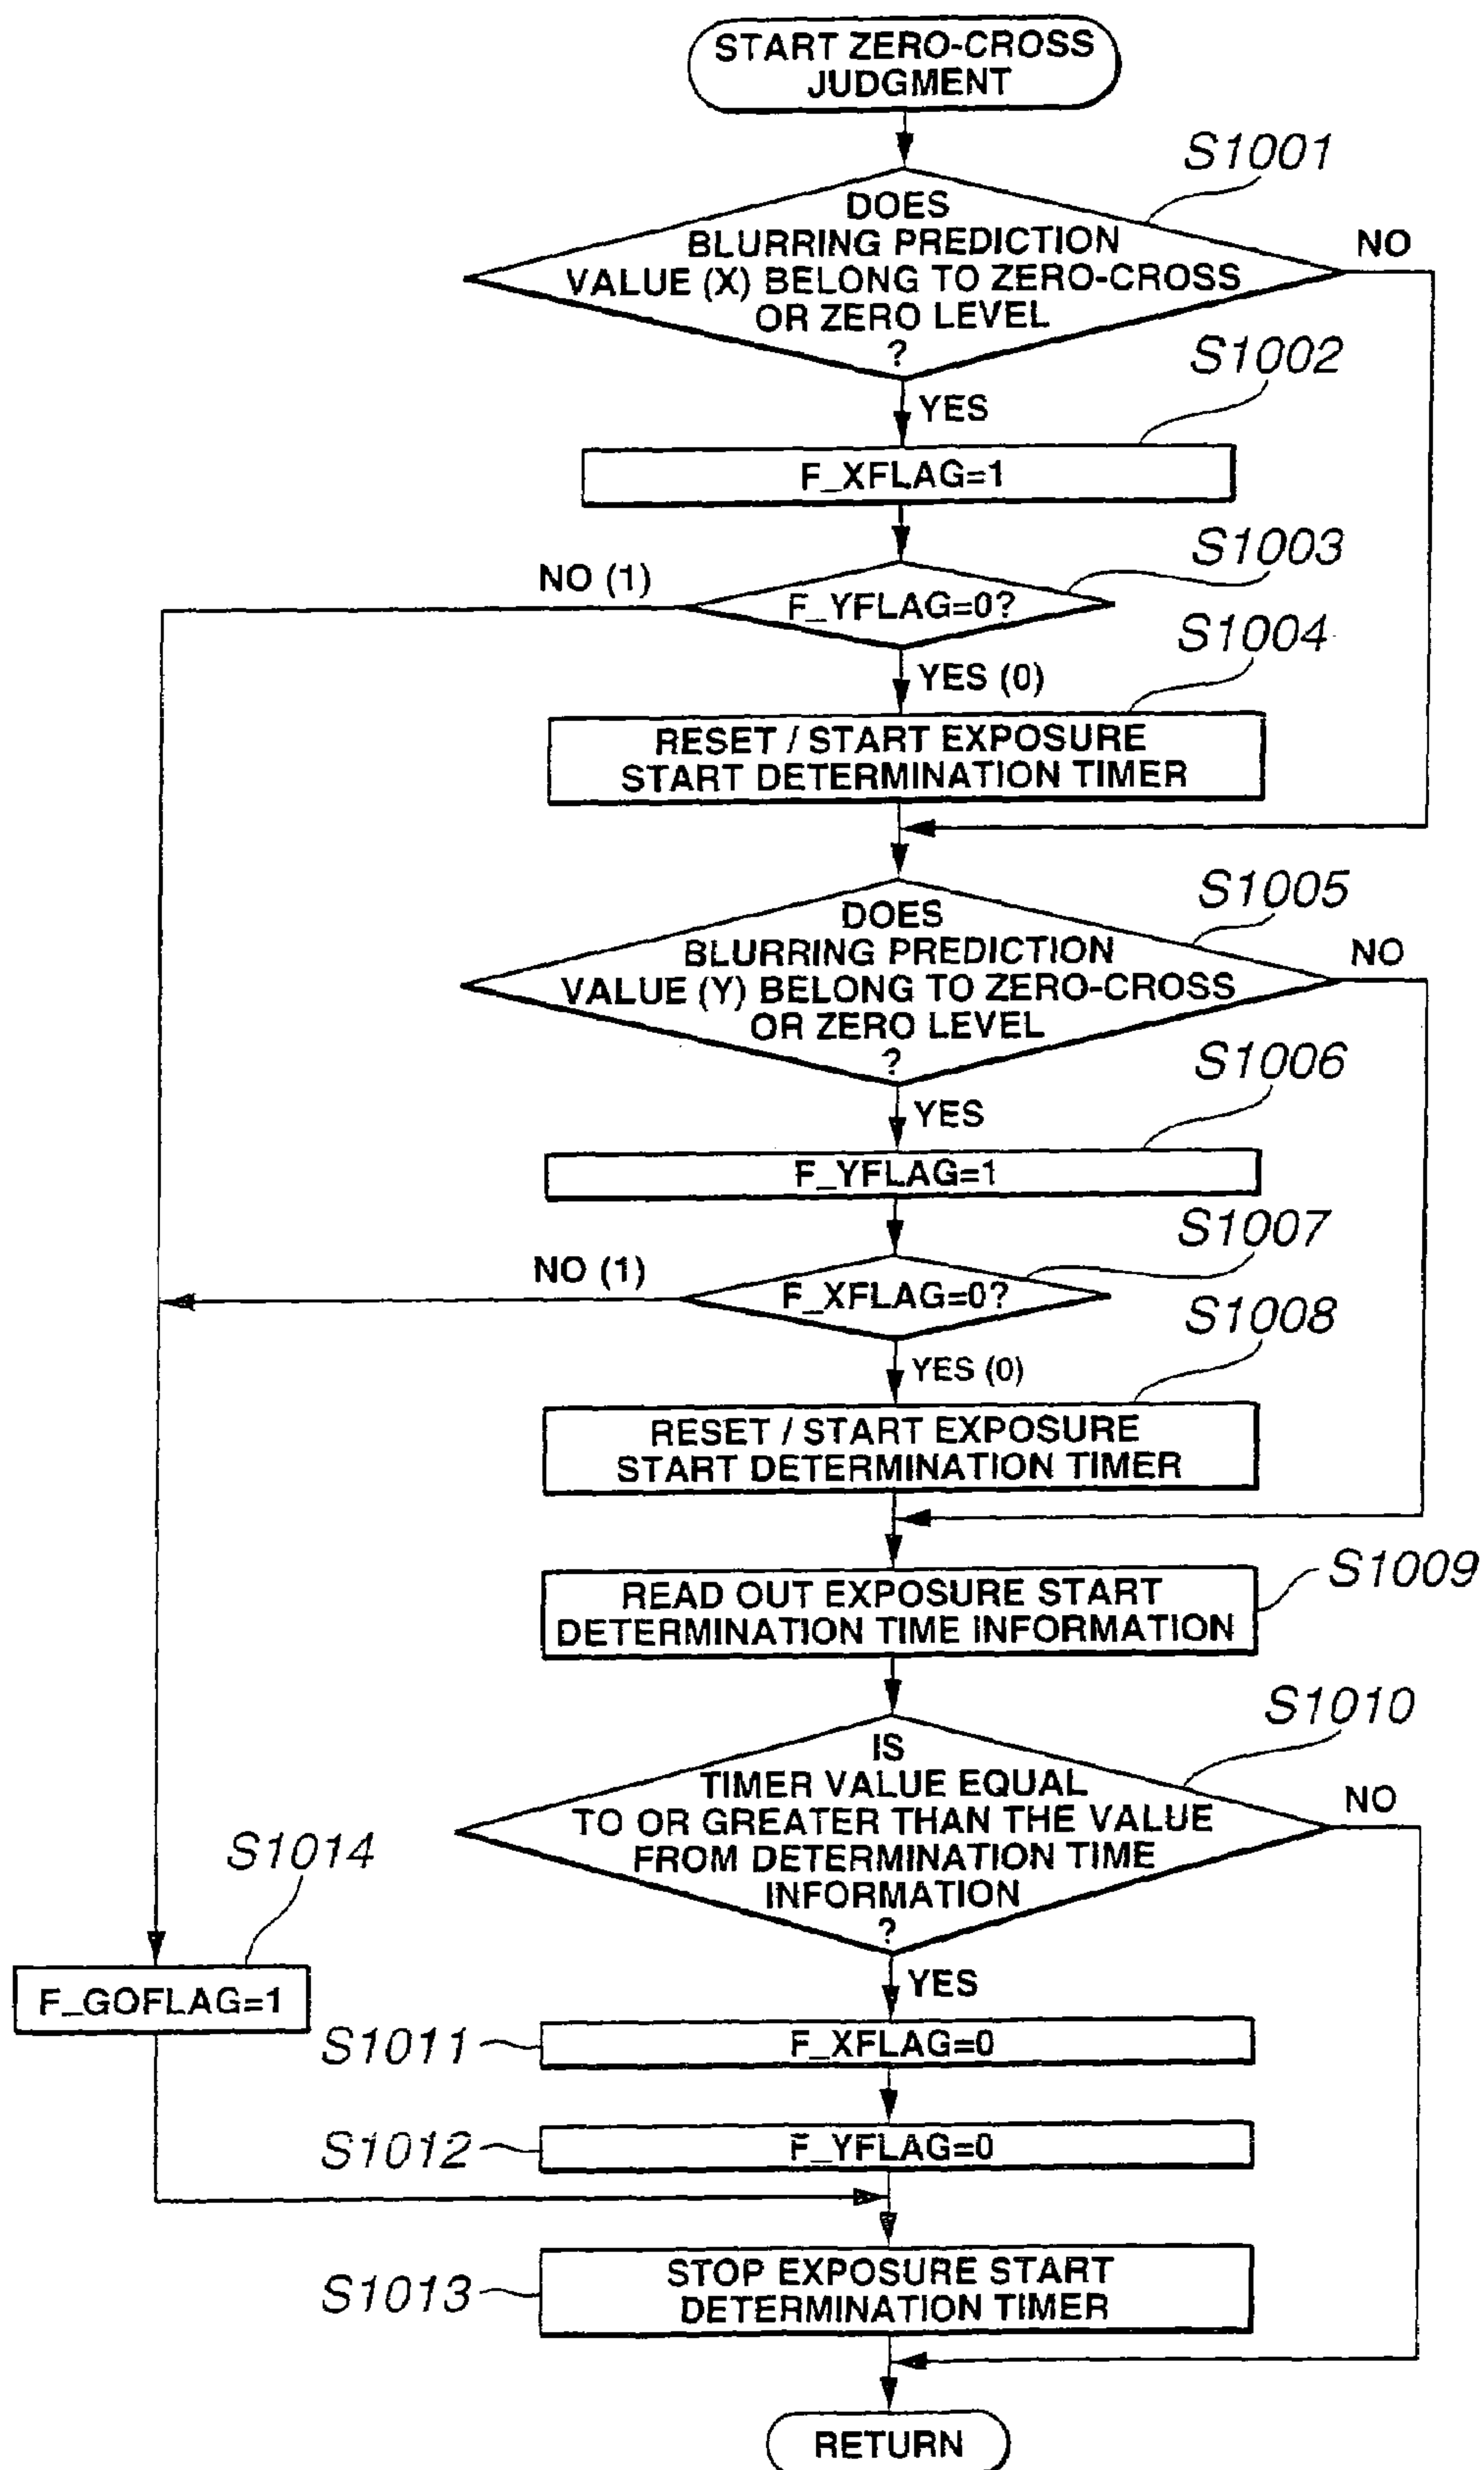 START ZERO-CROSS
JUDGMENT
S1001
DOES
BLURRING PREDICTION
VALUE (X) BELONG TO ZERO-CROSS
OR ZERO LEVEL
?
NO
S1002
YES
F_XFLAG=1
S1003
NO (1)
F_YFLAG=0?
S1004
YES (0)
RESET / START EXPOSURE
START DETERMINATION TIMER
S1005
DOES
BLURRING PREDICTION
VALUE (Y) BELONG TO ZERO-CROSS
OR ZERO LEVEL
?
NO
S1006
YES
F_YFLAG=1
S1007
NO (1)
F_XFLAG=0?
S1008
YES (0)
RESET / START EXPOSURE
START DETERMINATION TIMER
S1009
READ OUT EXPOSURE START
DETERMINATION TIME INFORMATION
S1010
IS
TIMER VALUE EQUAL
TO OR GREATER THAN THE VALUE
FROM DETERMINATION TIME
INFORMATION
?
NO
S1014
YES
F_GOFLAG=1
S1011
F_XFLAG=0
S1012
F_YFLAG=0
S1013
STOP EXPOSURE START
DETERMINATION TIMER
RETURN